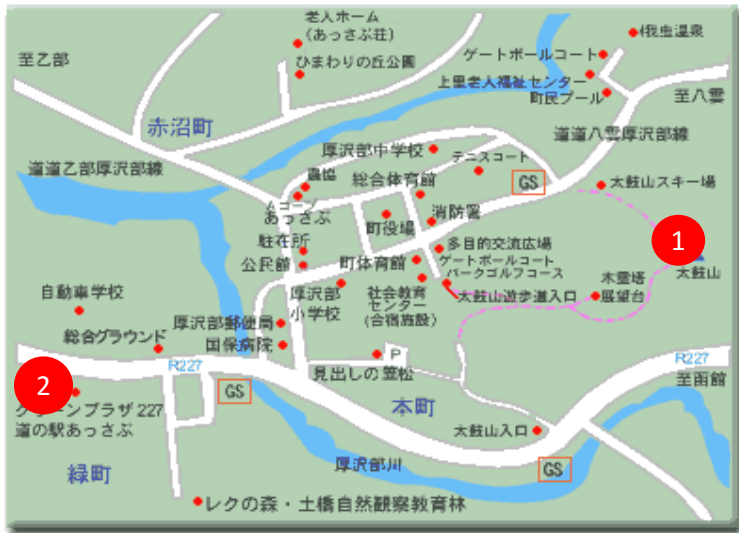 老人ホーム
(あっさぶ荘)
俄虫温泉
至乙部
ひまわりの丘公園
ゲートボールコート
上里老人福祉センター
町民プール
至八雲
赤沼町
道道八雲厚沢部線
厚沢部中学校
テニスコート
道道乙部厚沢部線
農協
総合体育館
GS
太鼓山スキー場
Aコープ
あっさぶ
町役場
消防署
1
駐在所
多目的交流広場
公民館
町体育館
ゲートボールコート
パークゴルフコース
太鼓山
木霊塔
展望台
自動車学校
厚沢部
小学校
社会教育
センター
(合宿施設)
太鼓山遊歩道入口
総合グラウンド
厚沢部郵便局
国保病院
P
R227
見出しの笠松
R227
2
GS
至函館
グリーンプラザ227
道の駅あっさぶ
本町
太鼓山入口
緑町
厚沢部川
GS
レクの森・土橋自然観察教育林